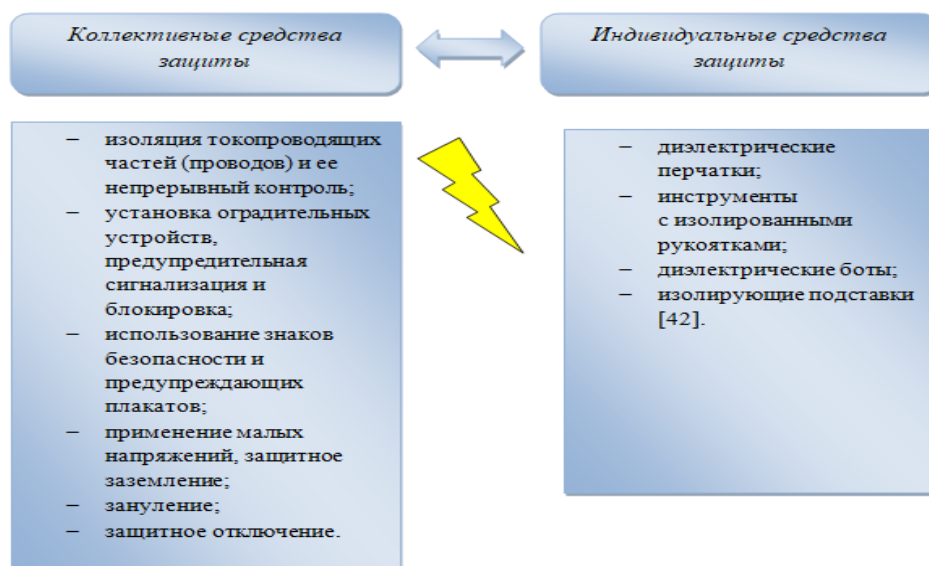 Коллективные средства
защиты
Индивидуальные средства
защиты
– изоляция токопроводящих
частей (проводов) и ее
непрерывный контроль;
– установка оградительных
устройств,
предупредительная
сигнализация и
блокировка;
– использование знаков
безопасности и
предупреждающих
плакатов;
– применение малых
напряжений, защитное
заземление;
– зануление;
– защитное отключение.
– диэлектрические
перчатки;
– инструменты
с изолированными
рукоятками;
– диэлектрические боты;
– изолирующие подставки
[42].